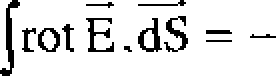 ∫rot E⃗ . dS⃗ = −